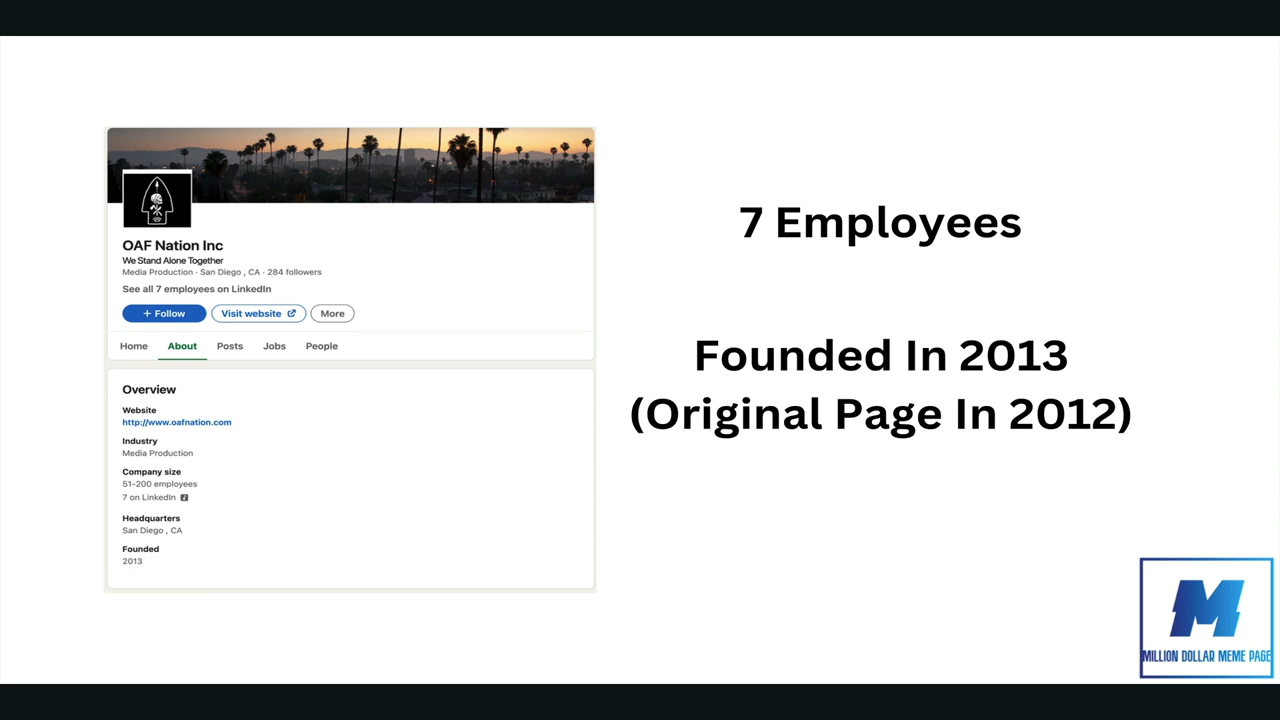 OAF Nation Inc
We Stand Alone Together
Media Production · San Diego , CA · 284 followers
See all 7 employees on LinkedIn
+ Follow
Visit website
More
Home
About
Posts
Jobs
People
Overview
Website
http://www.oafnation.com
Industry
Media Production
Company size
51-200 employees
7 on LinkedIn
Headquarters
San Diego , CA
Founded
2013
7 Employees
Founded In 2013
(Original Page In 2012)
M
MILLION DOLLAR MEME PAGE